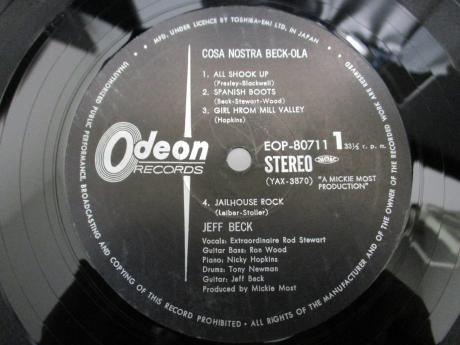 MFD. UNDER LICENCE BY TOSHIBA-EMI LTD. IN JAPAN •
COSA NOSTRA BECK-OLA
1. ALL SHOOK UP
(Presley-Blackwell)
2. SPANISH BOOTS
(Beck-Stewart-Wood)
3. GIRL HROM MILL VALLEY
(Hopkins)
Odeon
RECORDS
EOP-80711 1 33⅓ r. p. m.
STEREO
(YAX-3870) "A MICKIE MOST
PRODUCTION"
4. JAILHOUSE ROCK
(Leiber-Stoller)
JEFF BECK
Vocals: Extraordinaire Rod Stewart
Guitar Bass: Ron Wood
Piano: Nicky Hopkins
Drums: Tony Newman
Guitar: Jeff Beck
Produced by Mickie Most
UNAUTHORIZED PUBLIC PERFORMANCE, BROADCASTING AND COPYING OF THIS RECORD PROHIBITED • ALL RIGHTS OF THE MANUFACTURER AND OF THE OWNER OF THE RECORDED WORK ARE RESERVED